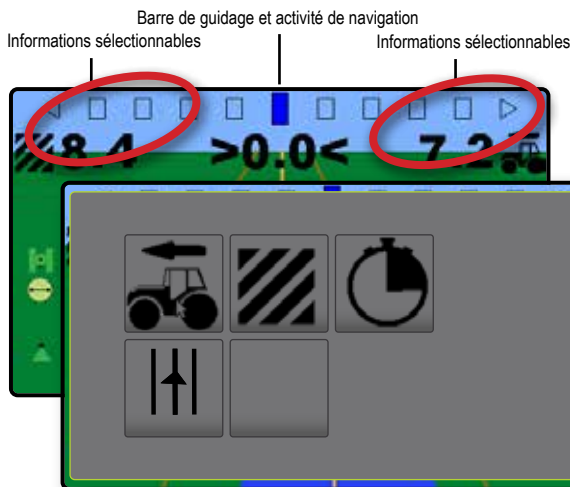 Barre de guidage et activité de navigation
Informations sélectionnables
Informations sélectionnables
8.4 >0.0< 7.2